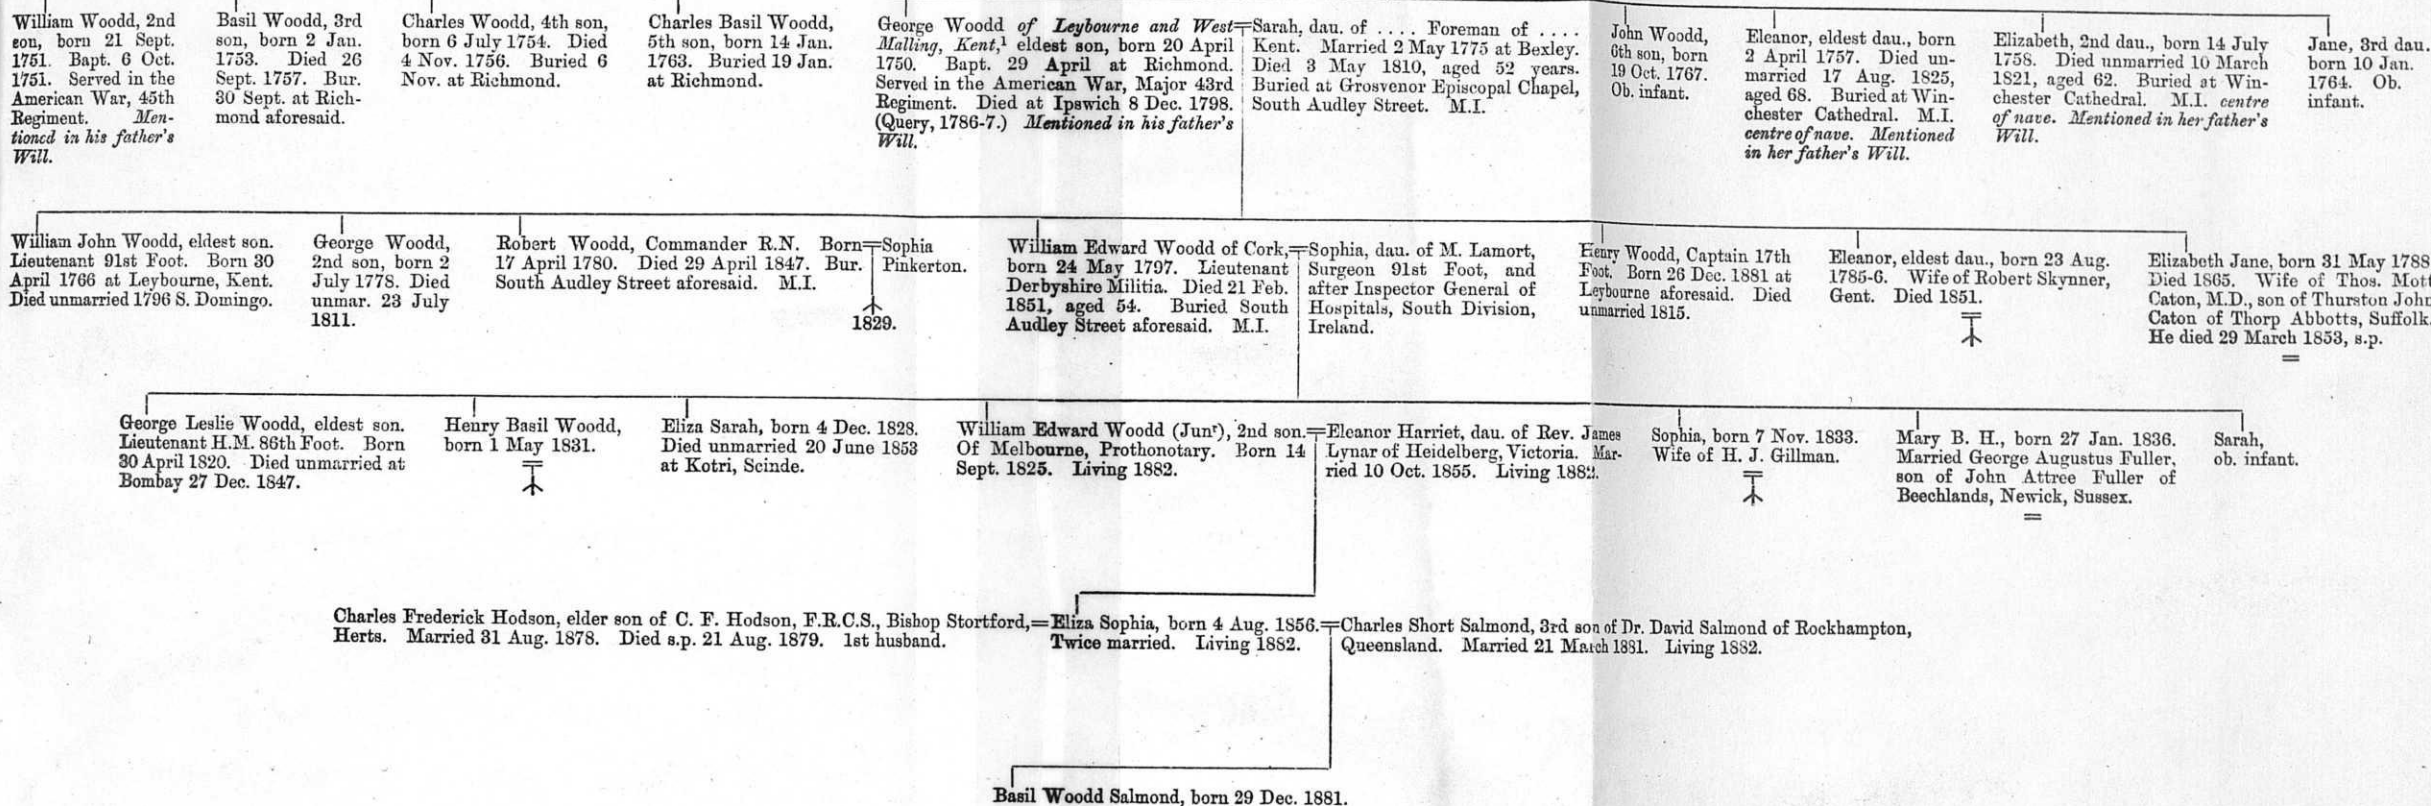 William Woodd, 2nd
son, born 21 Sept.
1751. Bapt. 6 Oct.
1751. Served in the
American War, 45th
Regiment. Men-
tioned in his father's
Will.
Basil Woodd, 3rd
son, born 2 Jan.
1753. Died 26
Sept. 1757. Bur.
30 Sept. at Rich-
mond aforesaid.
Charles Woodd, 4th son,
born 6 July 1754. Died
4 Nov. 1756. Buried 6
Nov. at Richmond.
Charles Basil Woodd,
5th son, born 14 Jan.
1763. Buried 19 Jan.
at Richmond.
George Woodd of Leybourne and West
Malling, Kent,¹ eldest son, born 20 April
1750. Bapt. 29 April at Richmond.
Served in the American War, Major 43rd
Regiment. Died at Ipswich 8 Dec. 1798.
(Query, 1786-7.) Mentioned in his father's
Will.
Sarah, dau. of .... Foreman of ....
Kent. Married 2 May 1775 at Bexley.
Died 3 May 1810, aged 52 years.
Buried at Grosvenor Episcopal Chapel,
South Audley Street. M.I.
John Woodd,
6th son, born
19 Oct. 1767.
Ob. infant.
Eleanor, eldest dau., born
2 April 1757. Died un-
married 17 Aug. 1825,
aged 68. Buried at Win-
chester Cathedral. M.I.
centre of nave. Mentioned
in her father's Will.
Elizabeth, 2nd dau., born 14 July
1758. Died unmarried 10 March
1821, aged 62. Buried at Win-
chester Cathedral. M.I. centre
of nave. Mentioned in her father's
Will.
Jane, 3rd dau.
born 10 Jan.
1764. Ob.
infant.
William John Woodd, eldest son.
Lieutenant 91st Foot. Born 30
April 1766 at Leybourne, Kent.
Died unmarried 1796 S. Domingo.
George Woodd,
2nd son, born 2
July 1778. Died
unmar. 23 July
1811.
Robert Woodd, Commander R.N. Born
17 April 1780. Died 29 April 1847. Bur.
South Audley Street aforesaid. M.I.
Sophia
Pinkerton.
1829.
William Edward Woodd of Cork,
born 24 May 1797. Lieutenant
Derbyshire Militia. Died 21 Feb.
1851, aged 54. Buried South
Audley Street aforesaid. M.I.
Sophia, dau. of M. Lamort,
Surgeon 91st Foot, and
after Inspector General of
Hospitals, South Division,
Ireland.
Henry Woodd, Captain 17th
Foot. Born 26 Dec. 1881 at
Leybourne aforesaid. Died
unmarried 1815.
Eleanor, eldest dau., born 23 Aug.
1785-6. Wife of Robert Skynner,
Gent. Died 1851.
Elizabeth Jane, born 31 May 1788
Died 1865. Wife of Thos. Mott
Caton, M.D., son of Thurston John
Caton of Thorp Abbotts, Suffolk.
He died 29 March 1853, s.p.
George Leslie Woodd, eldest son.
Lieutenant H.M. 86th Foot. Born
30 April 1820. Died unmarried at
Bombay 27 Dec. 1847.
Henry Basil Woodd,
born 1 May 1831.
Eliza Sarah, born 4 Dec. 1828.
Died unmarried 20 June 1853
at Kotri, Scinde.
William Edward Woodd (Junʳ), 2nd son.
Of Melbourne, Prothonotary. Born 14
Sept. 1825. Living 1882.
Eleanor Harriet, dau. of Rev. James
Lynar of Heidelberg, Victoria. Mar-
ried 10 Oct. 1855. Living 1882.
Sophia, born 7 Nov. 1833.
Wife of H. J. Gillman.
Mary B. H., born 27 Jan. 1836.
Married George Augustus Fuller,
son of John Attree Fuller of
Beechlands, Newick, Sussex.
Sarah,
ob. infant.
Charles Frederick Hodson, elder son of C. F. Hodson, F.R.C.S., Bishop Stortford,
Herts. Married 31 Aug. 1878. Died s.p. 21 Aug. 1879. 1st husband.
Eliza Sophia, born 4 Aug. 1856.
Twice married. Living 1882.
Charles Short Salmond, 3rd son of Dr. David Salmond of Rockhampton,
Queensland. Married 21 March 1881. Living 1882.
Basil Woodd Salmond, born 29 Dec. 1881.